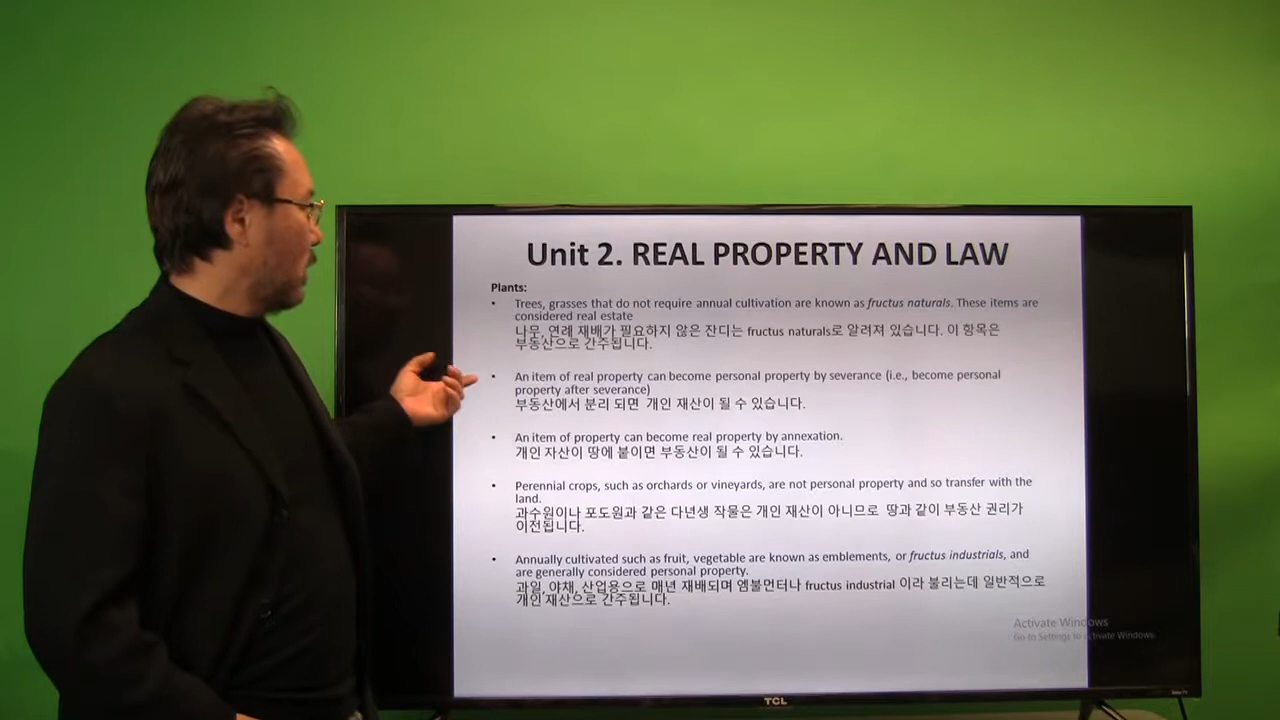 Unit 2. REAL PROPERTY AND LAW
Plants:
• Trees, grasses that do not require annual cultivation are known as fructus naturals. These items are
considered real estate
나무, 연례 재배가 필요하지 않은 잔디는 fructus naturals로 알려져 있습니다. 이 항목은
부동산으로 간주됩니다.
• An item of real property can become personal property by severance (i.e., become personal
property after severance)
부동산에서 분리 되면 개인 재산이 될 수 있습니다.
• An item of property can become real property by annexation.
개인 자산이 땅에 붙이면 부동산이 될 수 있습니다.
• Perennial crops, such as orchards or vineyards, are not personal property and so transfer with the
land.
과수원이나 포도원과 같은 다년생 작물은 개인 재산이 아니므로 땅과 같이 부동산 권리가
이전됩니다.
• Annually cultivated such as fruit, vegetable are known as emblements, or fructus industrials, and
are generally considered personal property.
과일, 야채, 산업용으로 매년 재배되며 엠블먼터나 fructus industrial 이라 불리는데 일반적으로
개인 재산으로 간주됩니다.
Activate Windows
Go to Settings to Activate Windows.
TCL